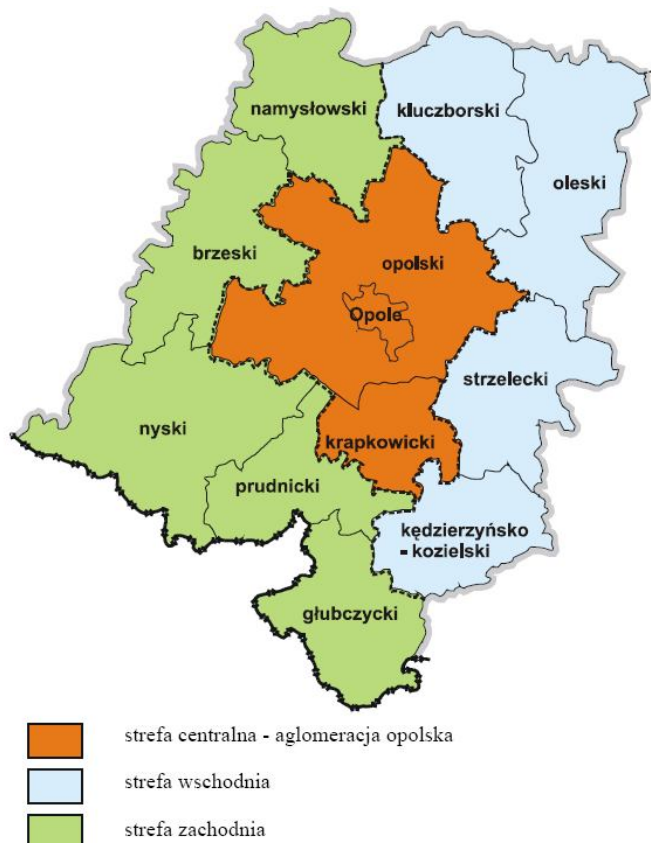 namysłowski
kluczborski
oleski
brzeski
opolski
Opole
strzelecki
nyski
krapkowicki
prudnicki
kędzierzyńsko
- kozielski
głubczycki
strefa centralna - aglomeracja opolska
strefa wschodnia
strefa zachodnia